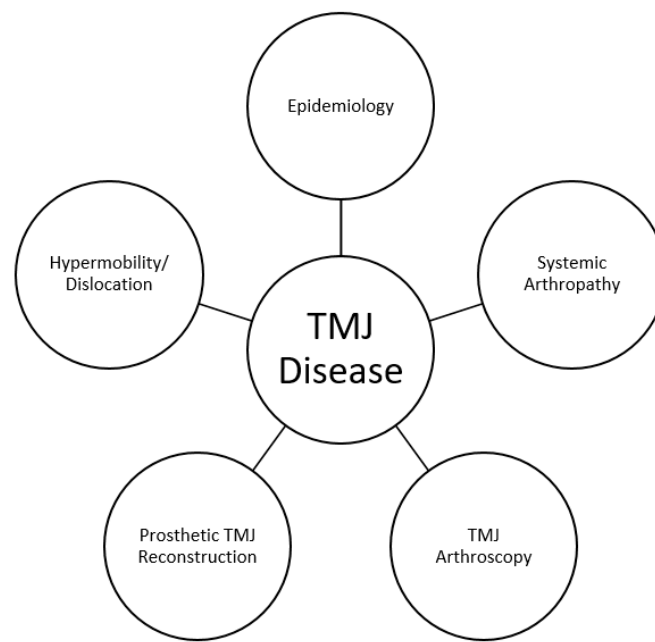 Epidemiology
Hypermobility/
Dislocation
Systemic
Arthropathy
TMJ
Disease
Prosthetic TMJ
Reconstruction
TMJ
Arthroscopy